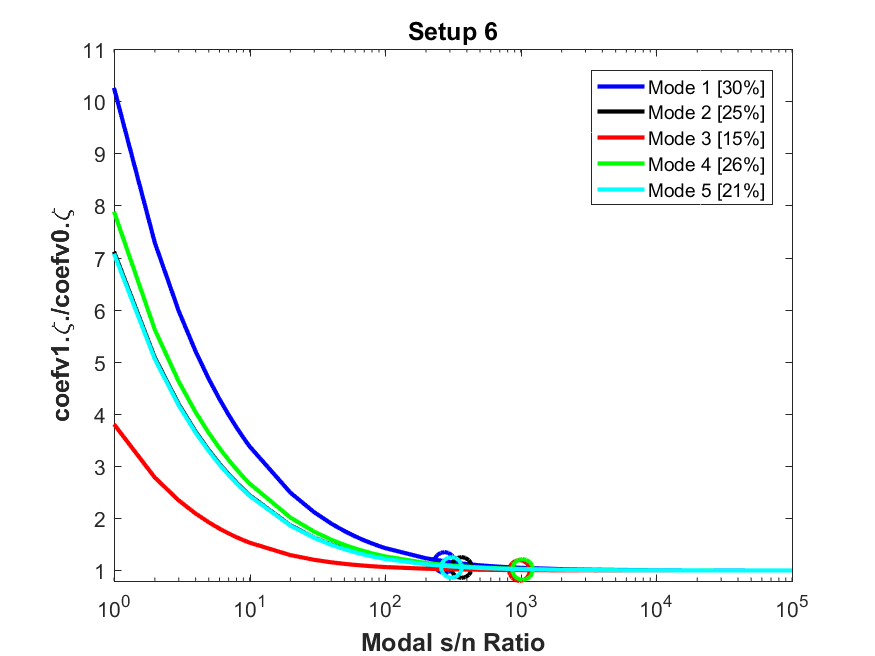 Setup 6
11
10
9
8
7
6
5
4
3
2
1
coefv1.ζ./coefv0.ζ
Mode 1 [30%]
Mode 2 [25%]
Mode 3 [15%]
Mode 4 [26%]
Mode 5 [21%]
10⁰ 10¹ 10² 10³ 10⁴ 10⁵
Modal s/n Ratio